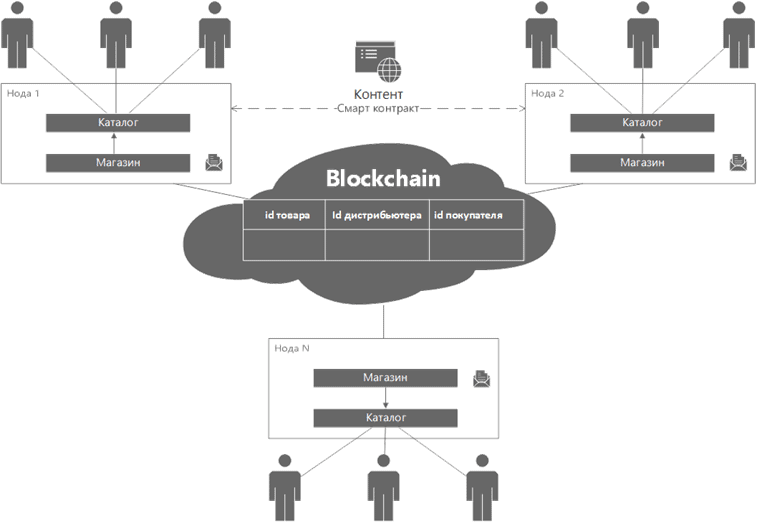 Нода 1
Каталог
Магазин
Контент
Смарт контракт
Нода 2
Каталог
Магазин
Blockchain
id товара
Id дистрибьютера
id покупателя
Нода N
Магазин
Каталог